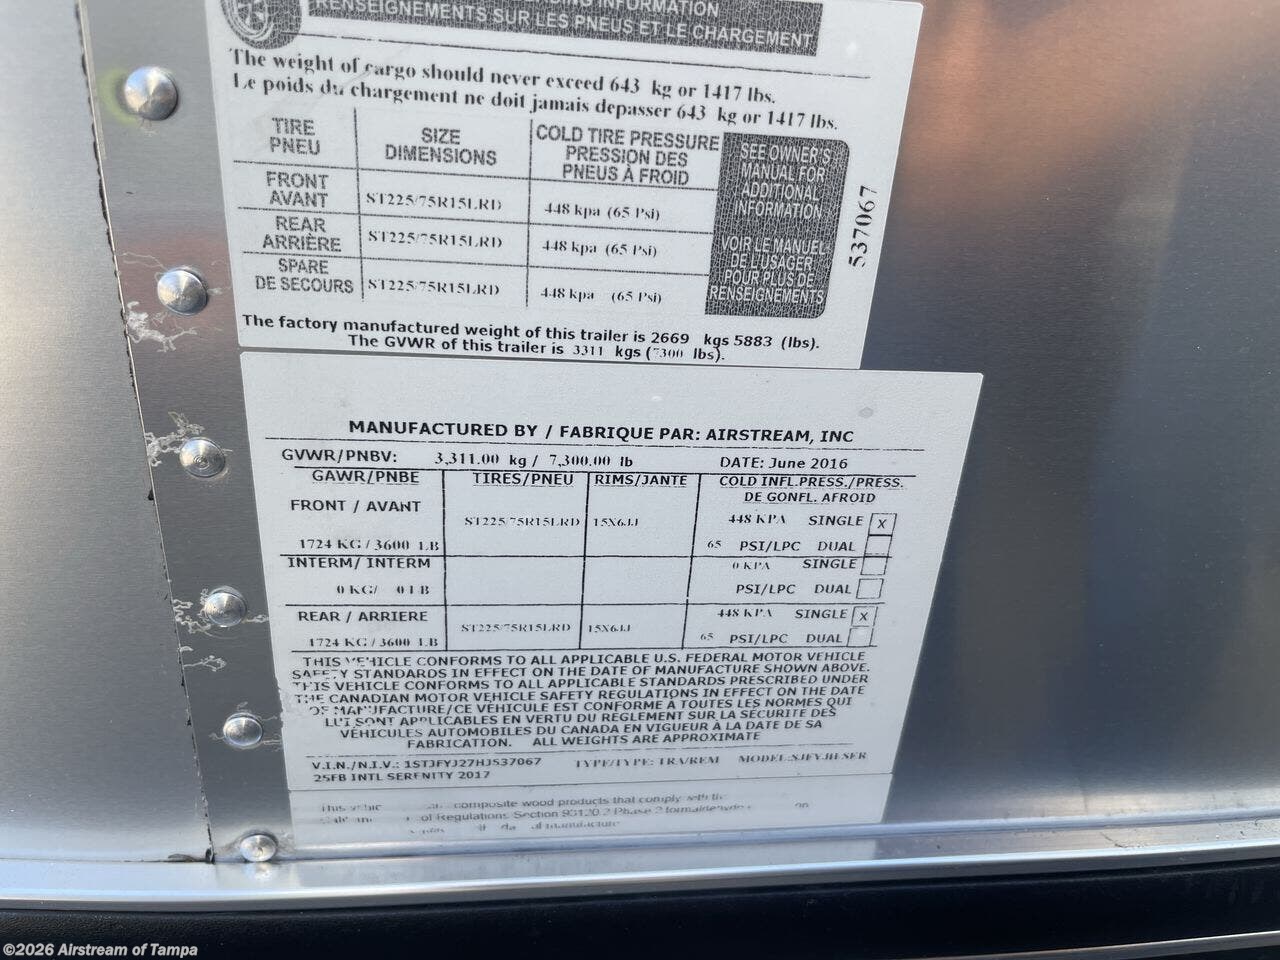 DING INFORMATION
RENSEIGNEMENTS SUR LES PNEUS ET LE CHARGEMENT
The weight of cargo should never exceed 643 kg or 1417 lbs.
Le poids du chargement ne doit jamais depasser 643 kg or 1417 lbs.
TIRE PNEU
SIZE DIMENSIONS
COLD TIRE PRESSURE PRESSION DES PNEUS À FROID
SEE OWNER'S MANUAL FOR ADDITIONAL INFORMATION
VOIR LE MANUEL DE L'USAGER POUR PLUS DE RENSEIGNEMENTS
537067
FRONT AVANT ST225/75R15LRD 448 kpa (65 Psi)
REAR ARRIÈRE ST225/75R15LRD 448 kpa (65 Psi)
SPARE DE SECOURS ST225/75R15LRD 448 kpa (65 Psi)
The factory manufactured weight of this trailer is 2669 kgs 5883 (lbs).
The GVWR of this trailer is 3311 kgs (7300 lbs).
MANUFACTURED BY / FABRIQUE PAR: AIRSTREAM, INC
GVWR/PNBV: 3,311.00 kg / 7,300.00 lb DATE: June 2016
GAWR/PNBE TIRES/PNEU RIMS/JANTE COLD INFL.PRESS./PRESS. DE GONFL. AFROID
FRONT / AVANT
ST225/75R15LRD 15X6JJ 448 KPA SINGLE X
1724 KG / 3600 LB 65 PSI/LPC DUAL
INTERM/ INTERM 0 KPA SINGLE
0 KG/ 0 LB PSI/LPC DUAL
REAR / ARRIERE 448 KPA SINGLE X
ST225/75R15LRD 15X6JJ
1724 KG / 3600 LB 65 PSI/LPC DUAL
THIS VEHICLE CONFORMS TO ALL APPLICABLE U.S. FEDERAL MOTOR VEHICLE
SAFETY STANDARDS IN EFFECT ON THE DATE OF MANUFACTURE SHOWN ABOVE.
THIS VEHICLE CONFORMS TO ALL APPLICABLE STANDARDS PRESCRIBED UNDER
THE CANADIAN MOTOR VEHICLE SAFETY REGULATIONS IN EFFECT ON THE DATE
OF MANUFACTURE/CE VÉHICULE EST CONFORME A TOUTES LES NORMES QUI
LUI SONT APPLICABLES EN VERTU DU REGLEMENT SUR LA SÉCURITE DES
VÉHICULES AUTOMOBILES DU CANADA EN VIGUEUR À LA DATE DE SA
FABRICATION. ALL WEIGHTS ARE APPROXIMATE
V.I.N./N.I.V.: 1STJFYJ27HJ537067 TYPE/TYPE: TRA/REM MODEL:
25FB INTL SERENITY 2017
composite wood products that comply with
of Regulations, Section 93120.2 Phase 2 formaldehyde
of manufacture
©2026 Airstream of Tampa